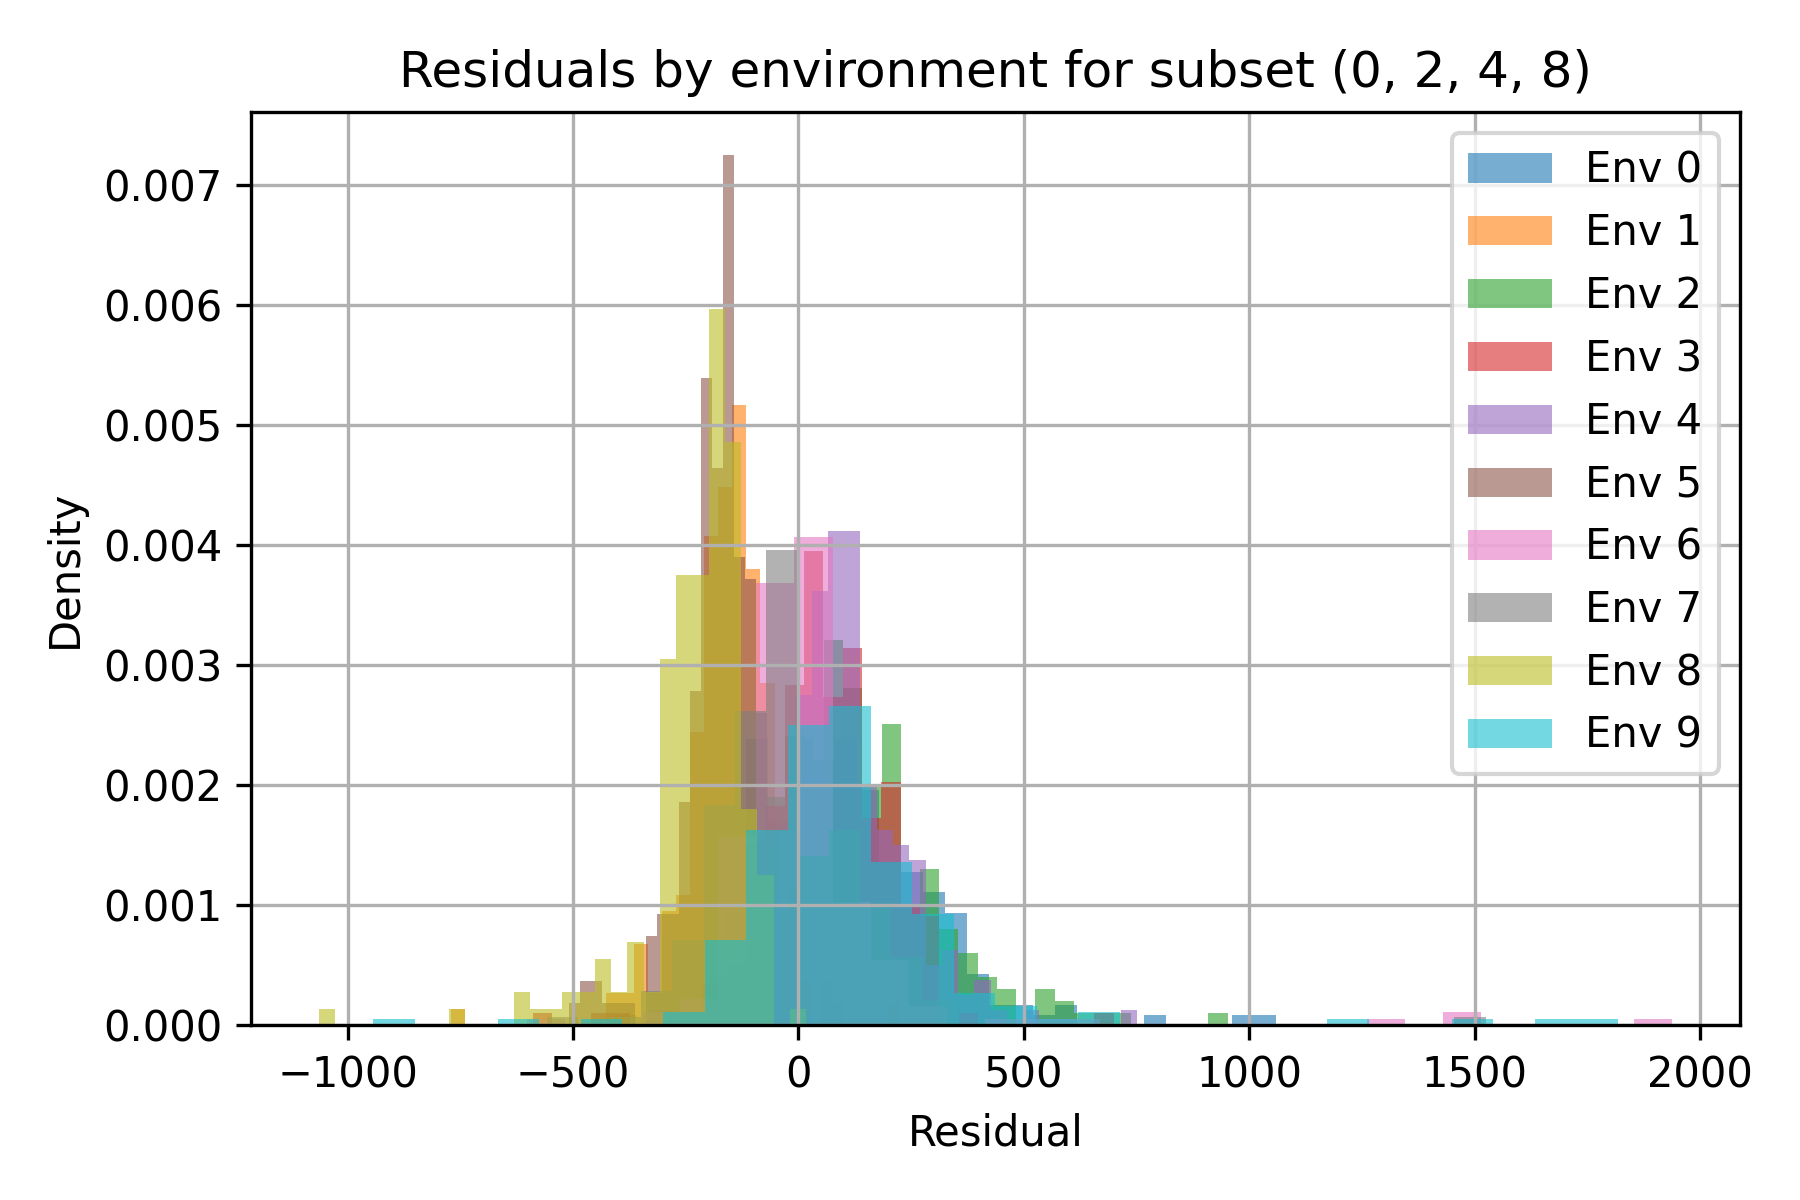 Residuals by environment for subset (0, 2, 4, 8)
0.007
0.006
0.005
0.004
0.003
0.002
0.001
0.000
Density
Env 0
Env 1
Env 2
Env 3
Env 4
Env 5
Env 6
Env 7
Env 8
Env 9
−1000 −500 0 500 1000 1500 2000
Residual